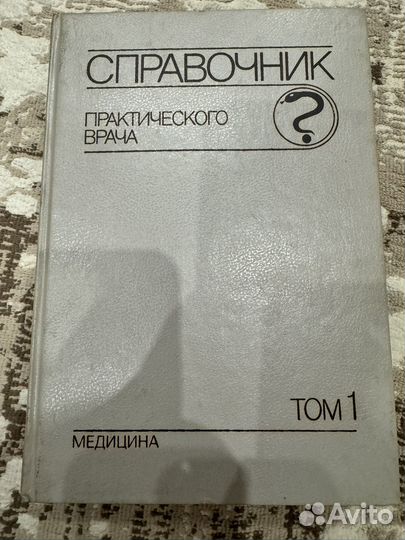 СПРАВОЧНИК
ПРАКТИЧЕСКОГО
ВРАЧА
?
ТОМ 1
МЕДИЦИНА
Avito